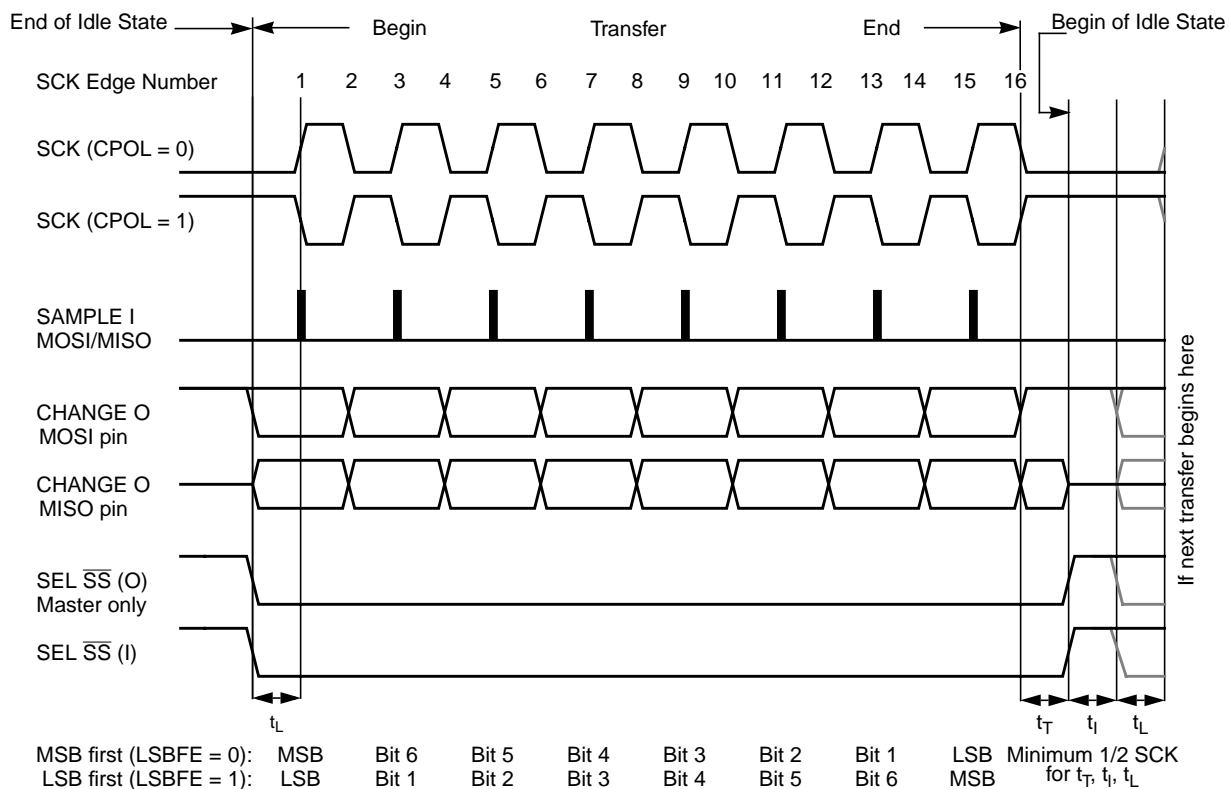 End of Idle State
Begin
Transfer
End
Begin of Idle State
SCK Edge Number
1 2 3 4 5 6 7 8 9 10 11 12 13 14 15 16
SCK (CPOL = 0)
SCK (CPOL = 1)
SAMPLE I
MOSI/MISO
CHANGE O
MOSI pin
CHANGE O
MISO pin
SEL S̅S̅ (O)
Master only
SEL S̅S̅ (I)
If next transfer begins here
tL
tT tI tL
MSB first (LSBFE = 0): MSB Bit 6 Bit 5 Bit 4 Bit 3 Bit 2 Bit 1 LSB Minimum 1/2 SCK
LSB first (LSBFE = 1): LSB Bit 1 Bit 2 Bit 3 Bit 4 Bit 5 Bit 6 MSB for tT, tI, tL